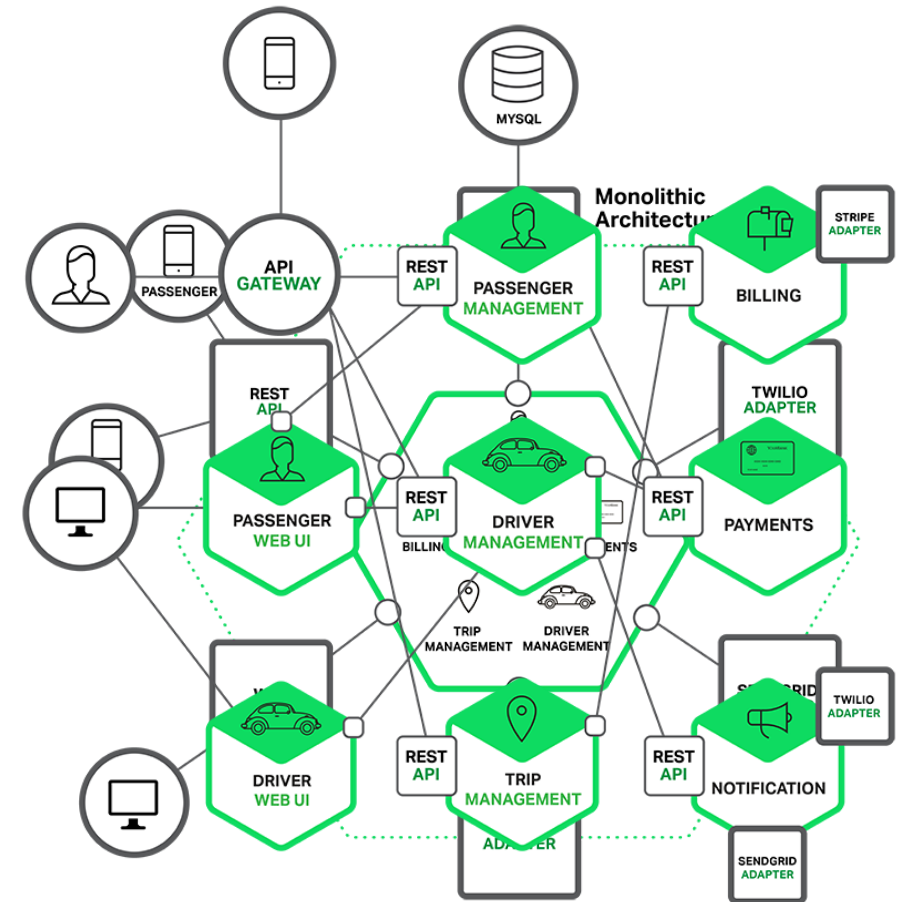 MYSQL
Monolithic
API
GATEWAY
PASSENGER
REST
API
PASSENGER
MANAGEMENT
REST
API
BILLING
STRIPE
ADAPTER
REST
API
TWILIO
ADAPTER
PASSENGER
WEB UI
REST
API
DRIVER
MANAGEMENT
REST
API
PAYMENTS
TRIP
MANAGEMENT
DRIVER
MANAGEMENT
DRIVER
WEB UI
REST
API
TRIP
MANAGEMENT
REST
API
NOTIFICATION
TWILIO
ADAPTER
SENDGRID
ADAPTER